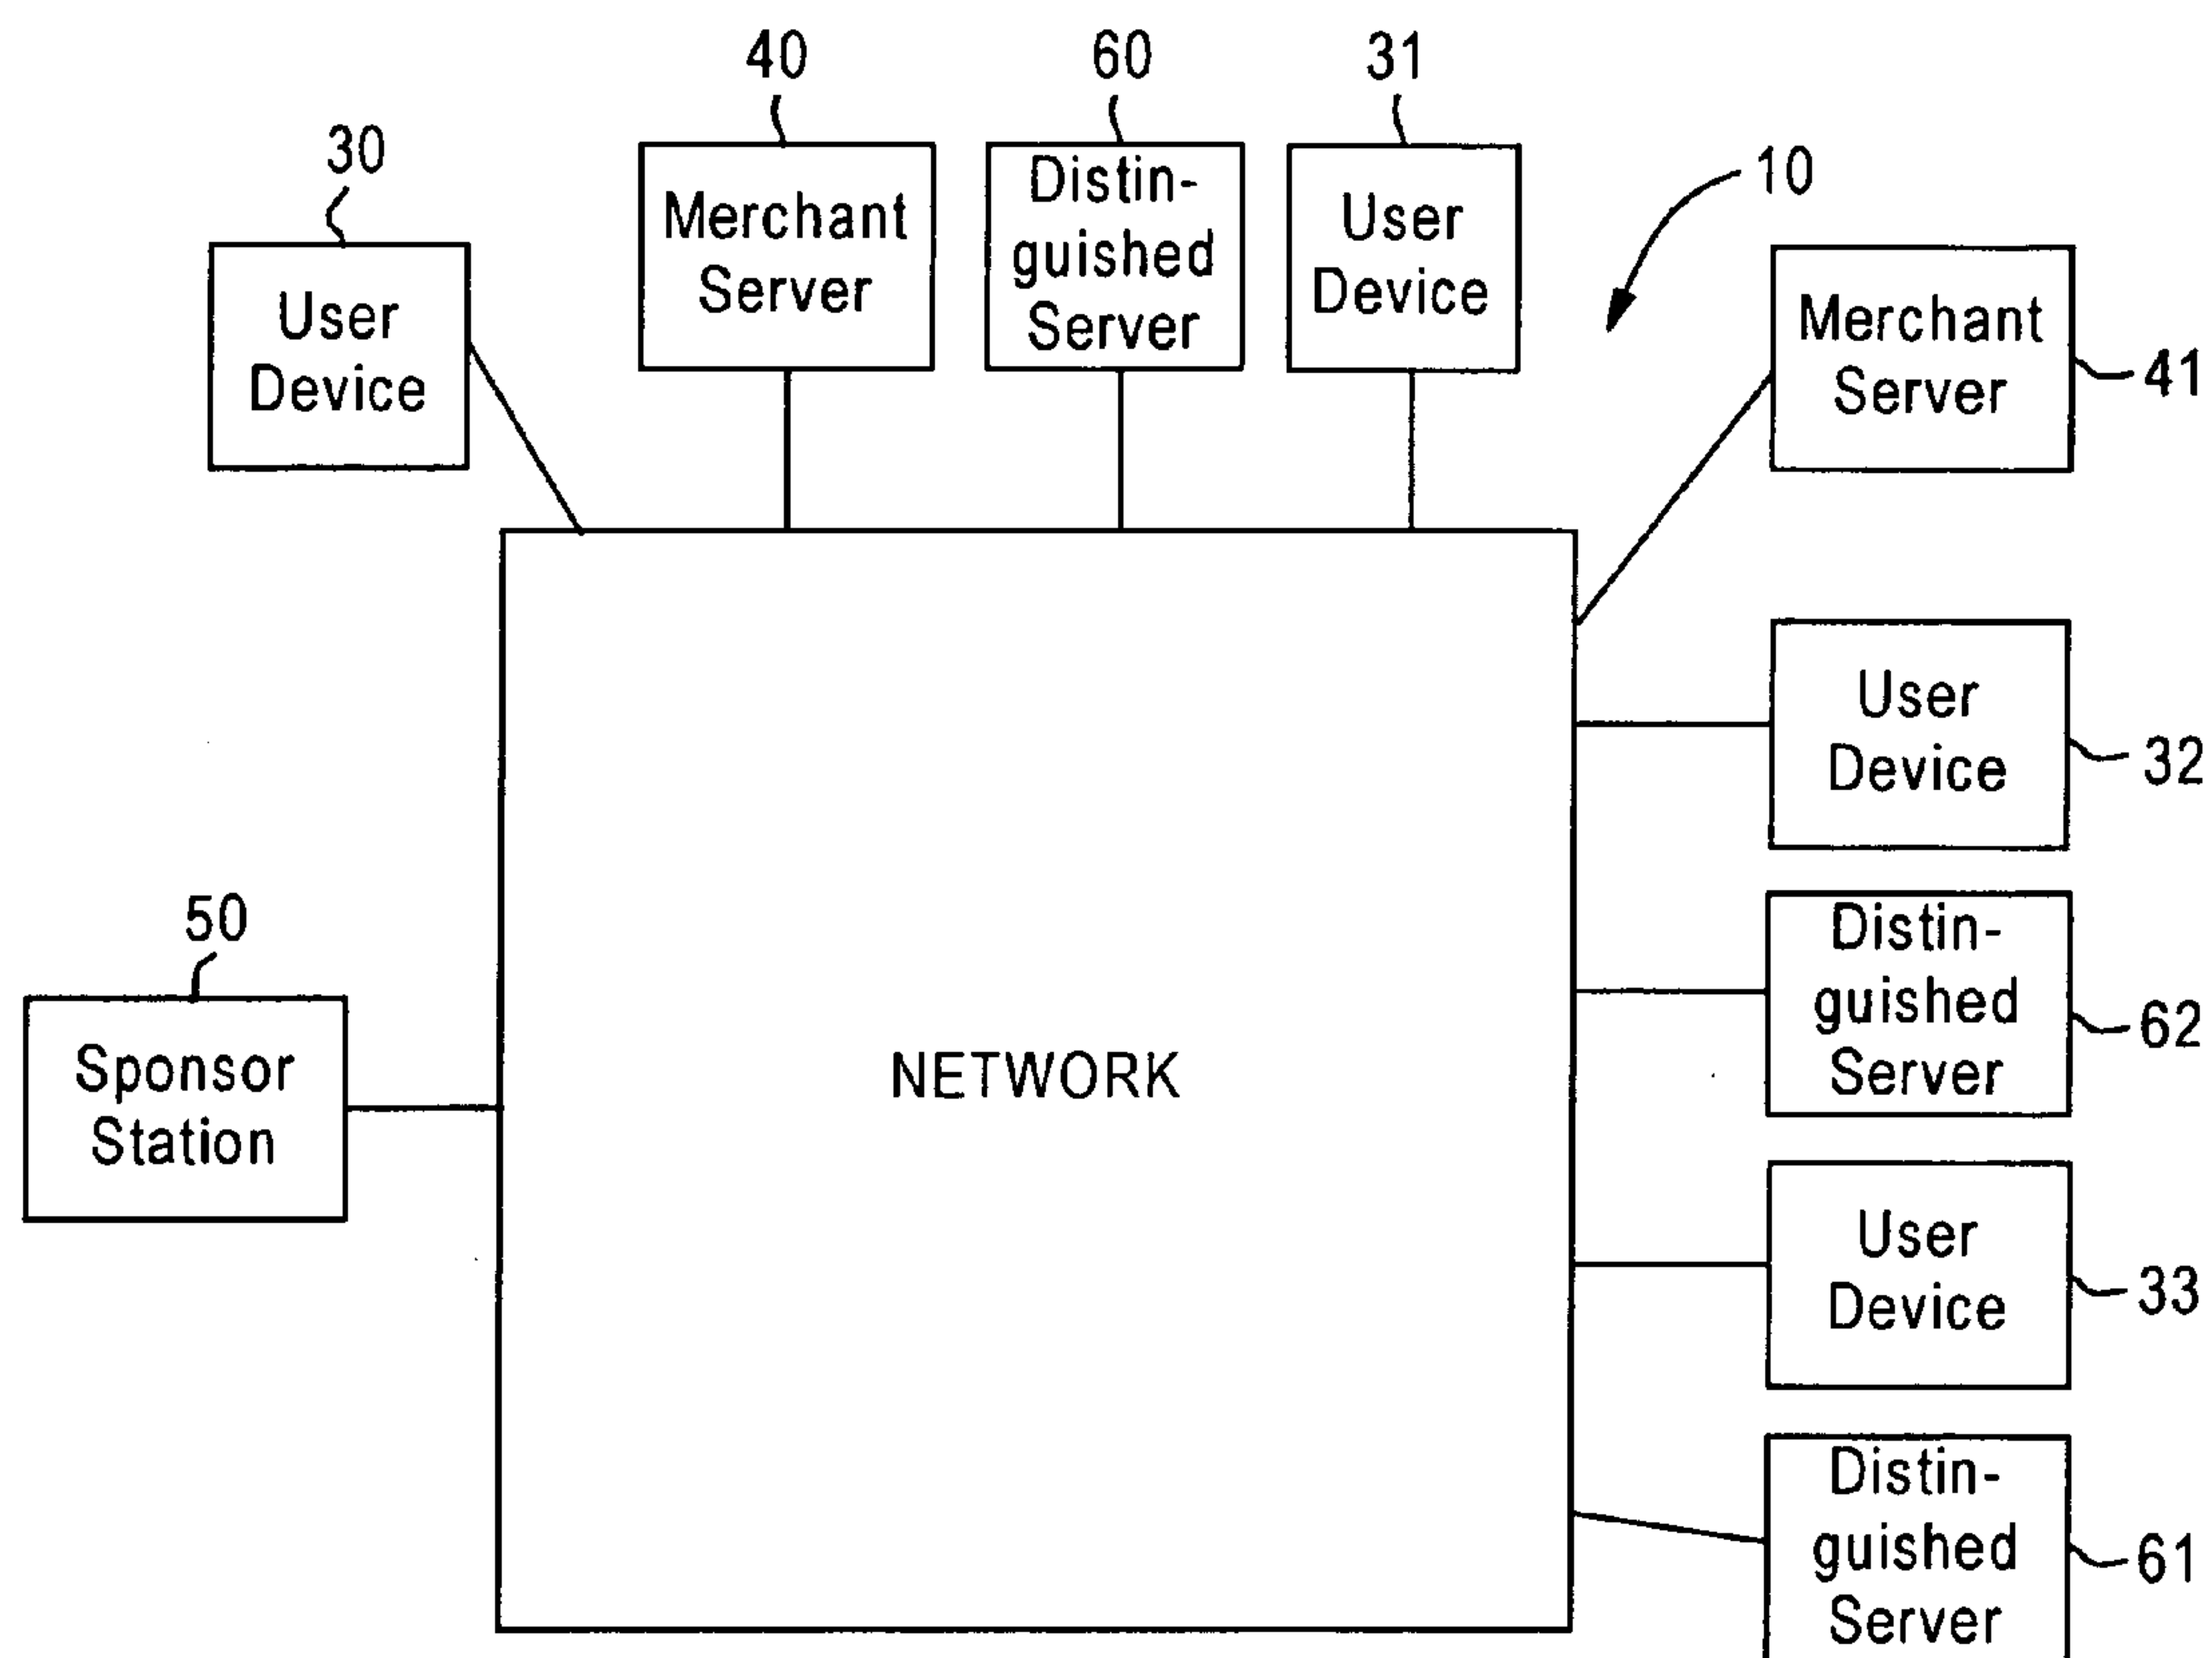 40
60
31
30
10
Merchant
Server
Distin-
guished
Server
User
Device
User
Device
Merchant
Server
41
User
Device
32
50
Distin-
guished
Server
62
Sponsor
Station
NETWORK
User
Device
33
Distin-
guished
Server
61